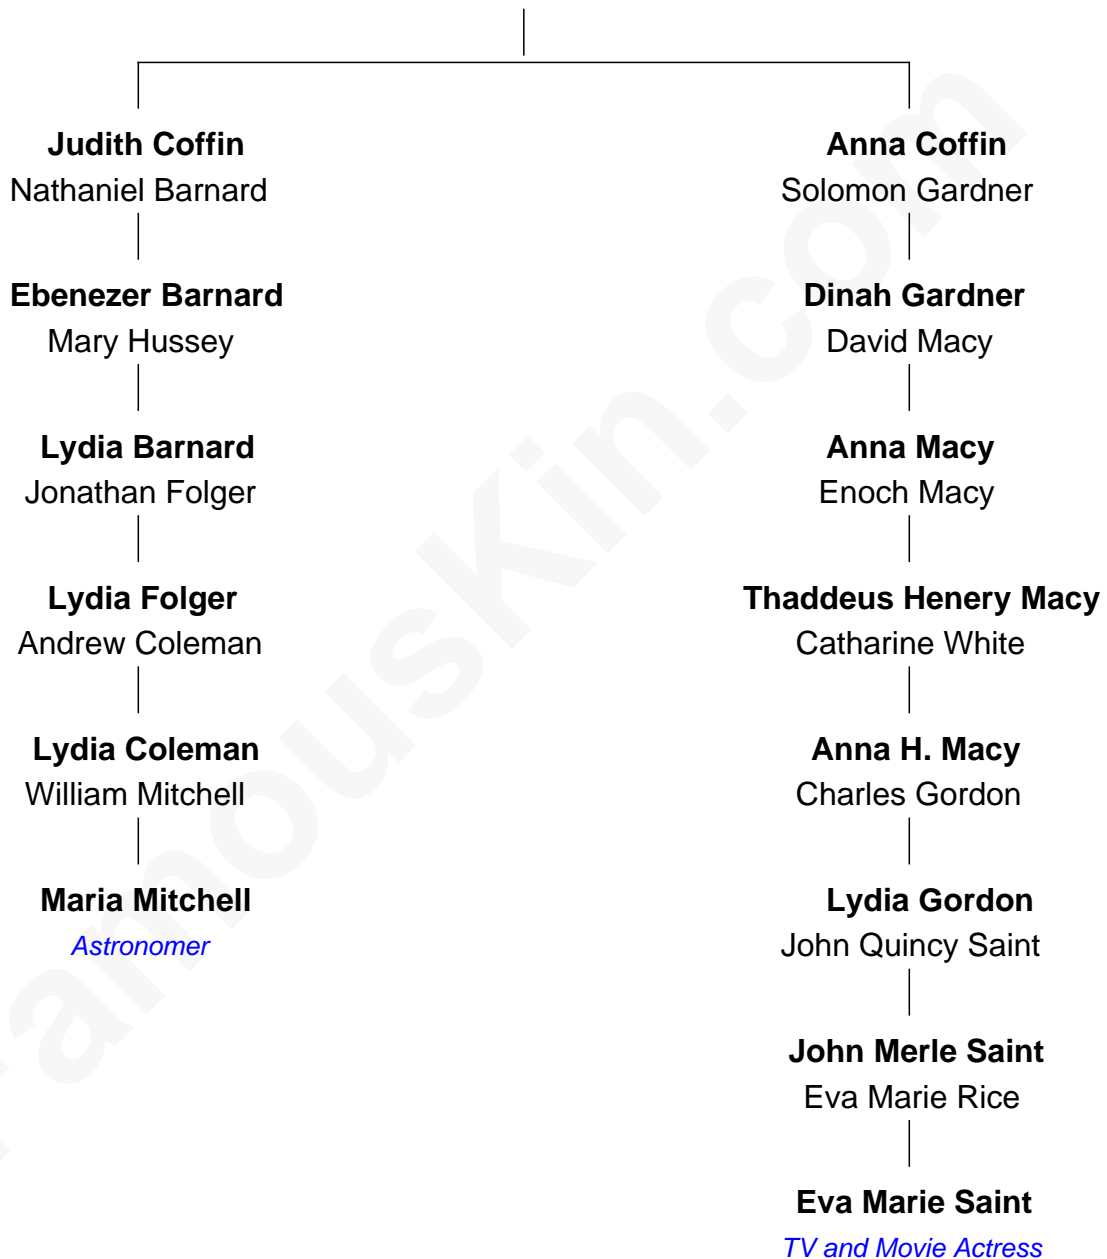 Judith Coffin
Nathaniel Barnard
Ebenezer Barnard
Mary Hussey
Lydia Barnard
Jonathan Folger
Lydia Folger
Andrew Coleman
Lydia Coleman
William Mitchell
Maria Mitchell
Astronomer
Anna Coffin
Solomon Gardner
Dinah Gardner
David Macy
Anna Macy
Enoch Macy
Thaddeus Henery Macy
Catharine White
Anna H. Macy
Charles Gordon
Lydia Gordon
John Quincy Saint
John Merle Saint
Eva Marie Rice
Eva Marie Saint
TV and Movie Actress
FamousKin.com